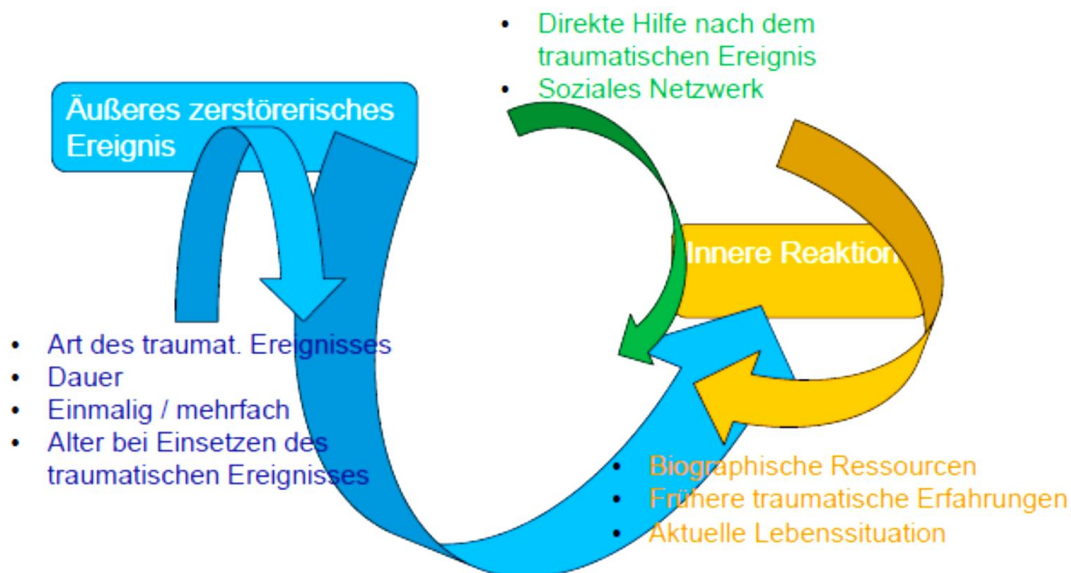 • Direkte Hilfe nach dem
traumatischen Ereignis
• Soziales Netzwerk
Äußeres zerstörerisches
Ereignis
Innere Reaktion
• Art des traumat. Ereignisses
• Dauer
• Einmalig / mehrfach
• Alter bei Einsetzen des
traumatischen Ereignisses
• Biographische Ressourcen
• Frühere traumatische Erfahrungen
• Aktuelle Lebenssituation